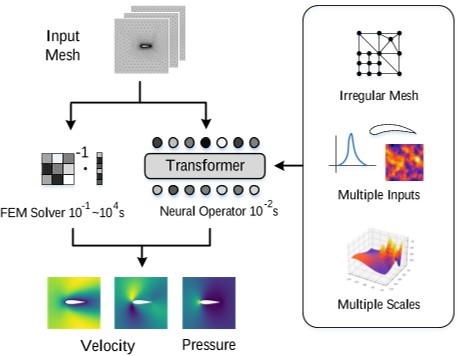 Input
Mesh
-1
Transformer
FEM Solver 10⁻¹ ~10⁴s
Neural Operator 10⁻²s
Velocity
Pressure
Irregular Mesh
Multiple Inputs
Multiple Scales